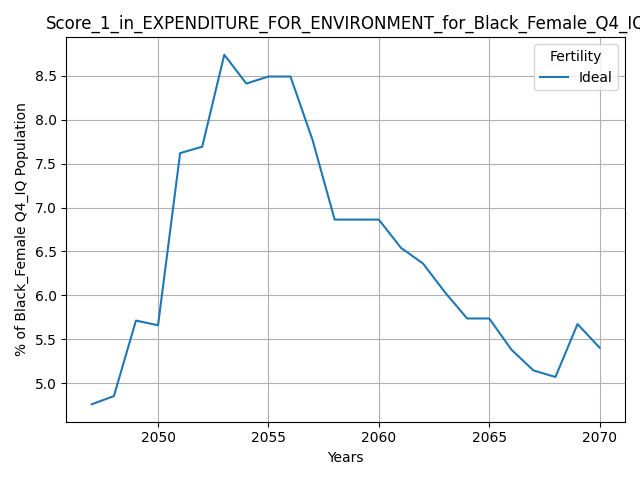 Score_1_in_EXPENDITURE_FOR_ENVIRONMENT_for_Black_Female_Q4_IQ
Fertility
Ideal
% of Black_Female Q4_IQ Population
8.5
8.0
7.5
7.0
6.5
6.0
5.5
5.0
2050 2055 2060 2065 2070
Years